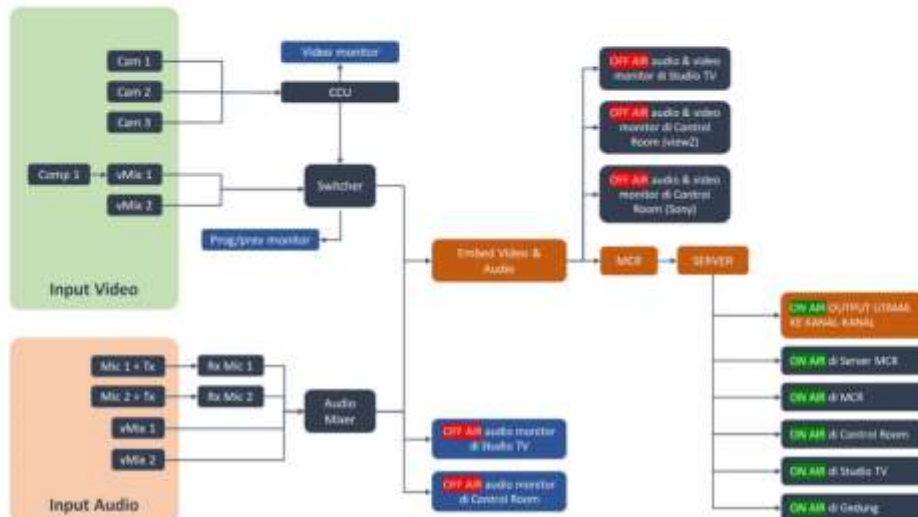 Cam 1
Cam 2
Cam 3
Comp 1
vMix 1
vMix 2
Input Video
Video monitor
CCU
Switcher
Prog/prev monitor
Mic 1 + Tx
Mic 2 + Tx
vMix 1
vMix 2
Input Audio
Rx Mic 1
Rx Mic 2
Audio
Mixer
Embed Video &
Audio
OFF AIR audio monitor
di Studio TV
OFF AIR audio monitor
di Control Room
OFF AIR audio & video
monitor di Studio TV
OFF AIR audio & video
monitor di Control
Room (view2)
OFF AIR audio & video
monitor di Control
Room (Sony)
MCR
SERVER
ON AIR OUTPUT UTAMA
KE KANAL-KANAL
ON AIR di Server MCR
ON AIR di MCR
ON AIR di Control Room
ON AIR di Studio TV
ON AIR di Gedung